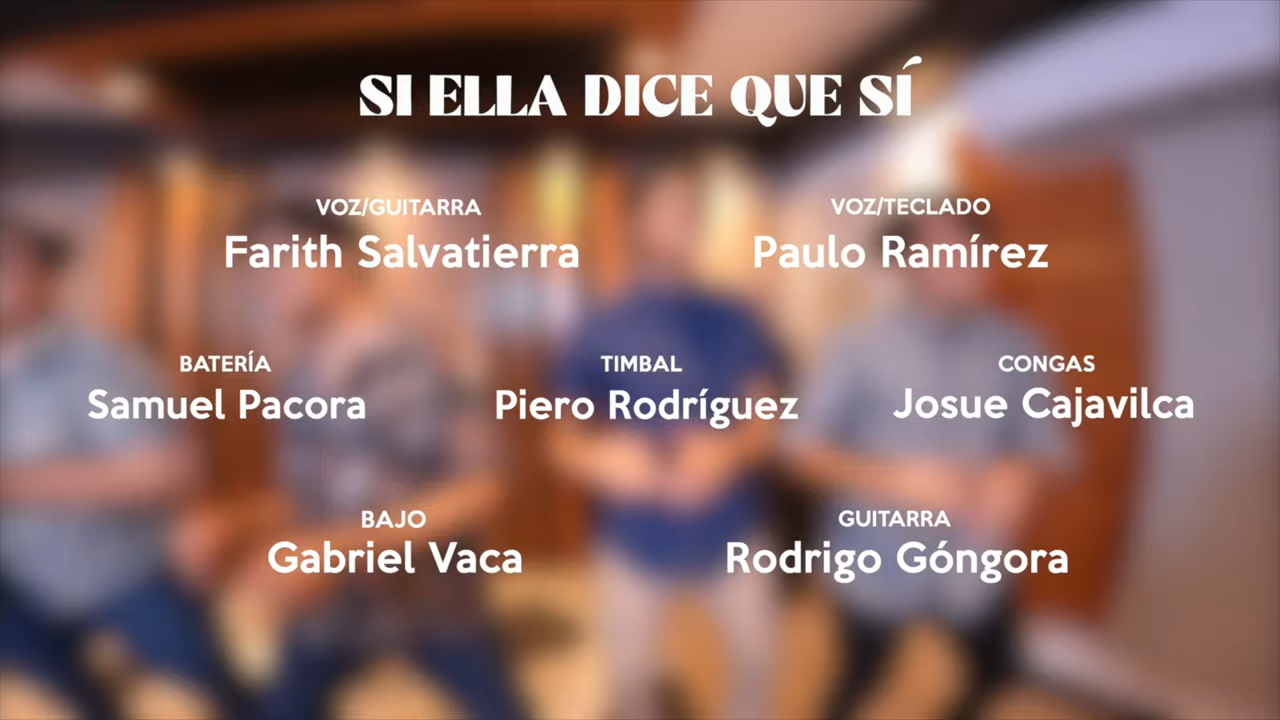 SI ELLA DICE QUE SÍ
VOZ/GUITARRA
Farith Salvatierra
VOZ/TECLADO
Paulo Ramírez
BATERÍA
Samuel Pacora
TIMBAL
Piero Rodríguez
CONGAS
Josue Cajavilca
BAJO
Gabriel Vaca
GUITARRA
Rodrigo Góngora